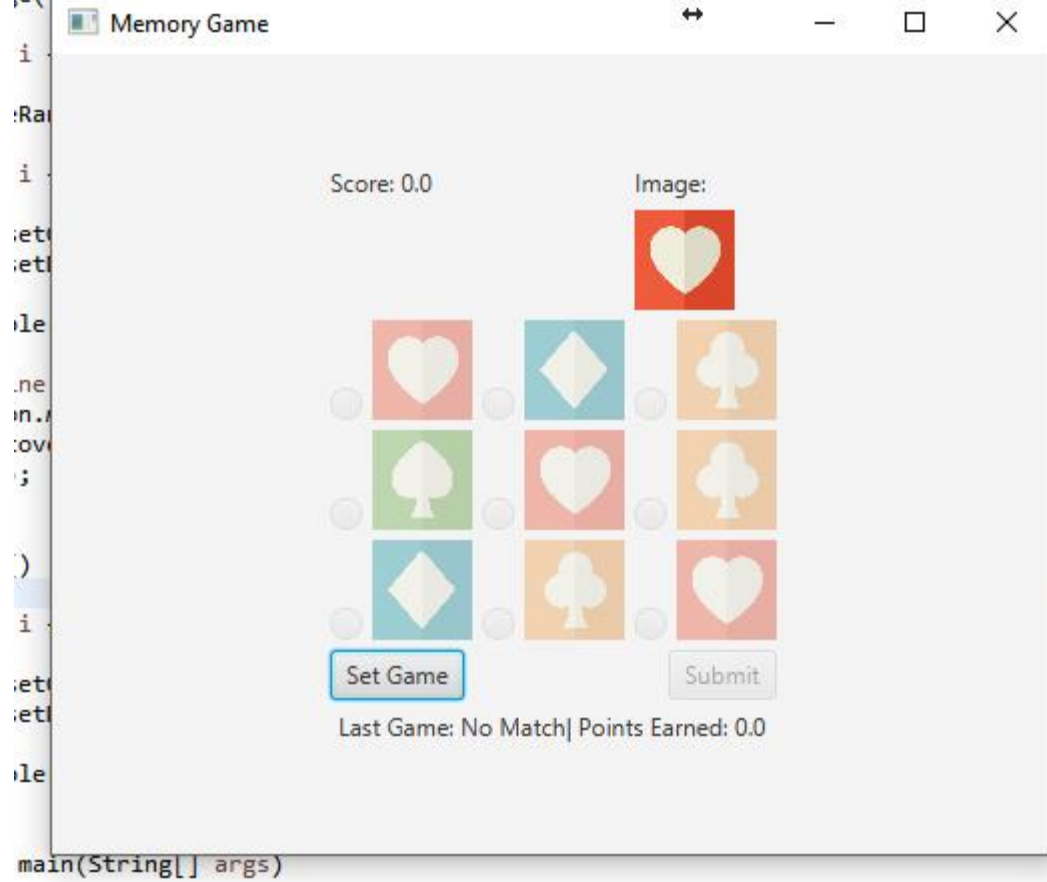 Memory Game
i
Score: 0.0
Image:
i
Set Game
Submit
()
i
Last Game: No Match| Points Earned: 0.0
main(String[] args)